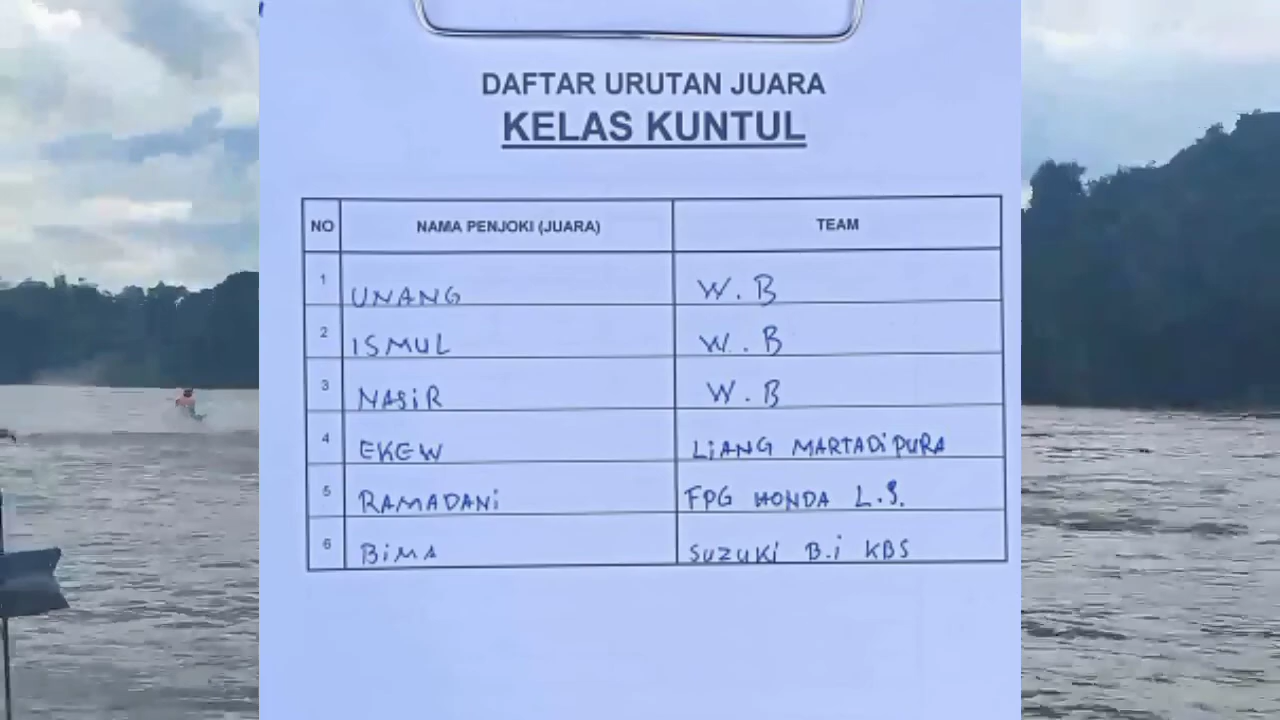 DAFTAR URUTAN JUARA
KELAS KUNTUL
NO NAMA PENJOKI (JUARA) TEAM
1 UNANG W.B
2 ISMUL W.B
3 NASiR W.B
4 EKEW LiANG MARTADiPURA
5 RAMADANi FPG HONDA L.S.
6 BiMA SUZUKi B.i KBS